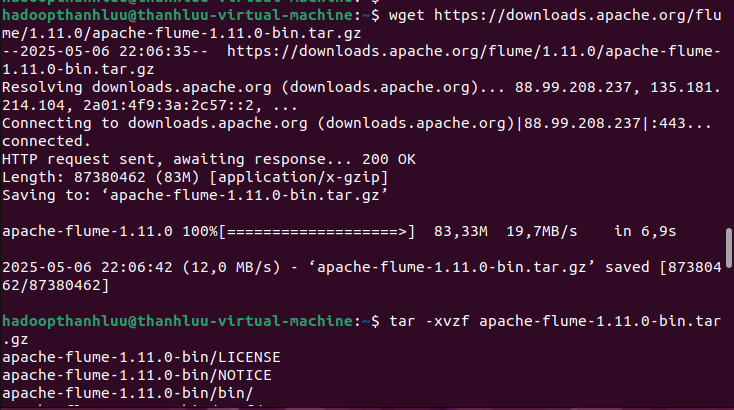 hadoopthanhluu@thanhluu-virtual-machine:~$ wget https://downloads.apache.org/flu
me/1.11.0/apache-flume-1.11.0-bin.tar.gz
--2025-05-06 22:06:35--  https://downloads.apache.org/flume/1.11.0/apache-flume-
1.11.0-bin.tar.gz
Resolving downloads.apache.org (downloads.apache.org)... 88.99.208.237, 135.181.
214.104, 2a01:4f9:3a:2c57::2, ...
Connecting to downloads.apache.org (downloads.apache.org)|88.99.208.237|:443...
connected.
HTTP request sent, awaiting response... 200 OK
Length: 87380462 (83M) [application/x-gzip]
Saving to: ‘apache-flume-1.11.0-bin.tar.gz’
apache-flume-1.11.0 100%[===================>]  83,33M  19,7MB/s    in 6,9s
2025-05-06 22:06:42 (12,0 MB/s) - ‘apache-flume-1.11.0-bin.tar.gz’ saved [873804
62/87380462]
hadoopthanhluu@thanhluu-virtual-machine:~$ tar -xvzf apache-flume-1.11.0-bin.tar
.gz
apache-flume-1.11.0-bin/LICENSE
apache-flume-1.11.0-bin/NOTICE
apache-flume-1.11.0-bin/bin/